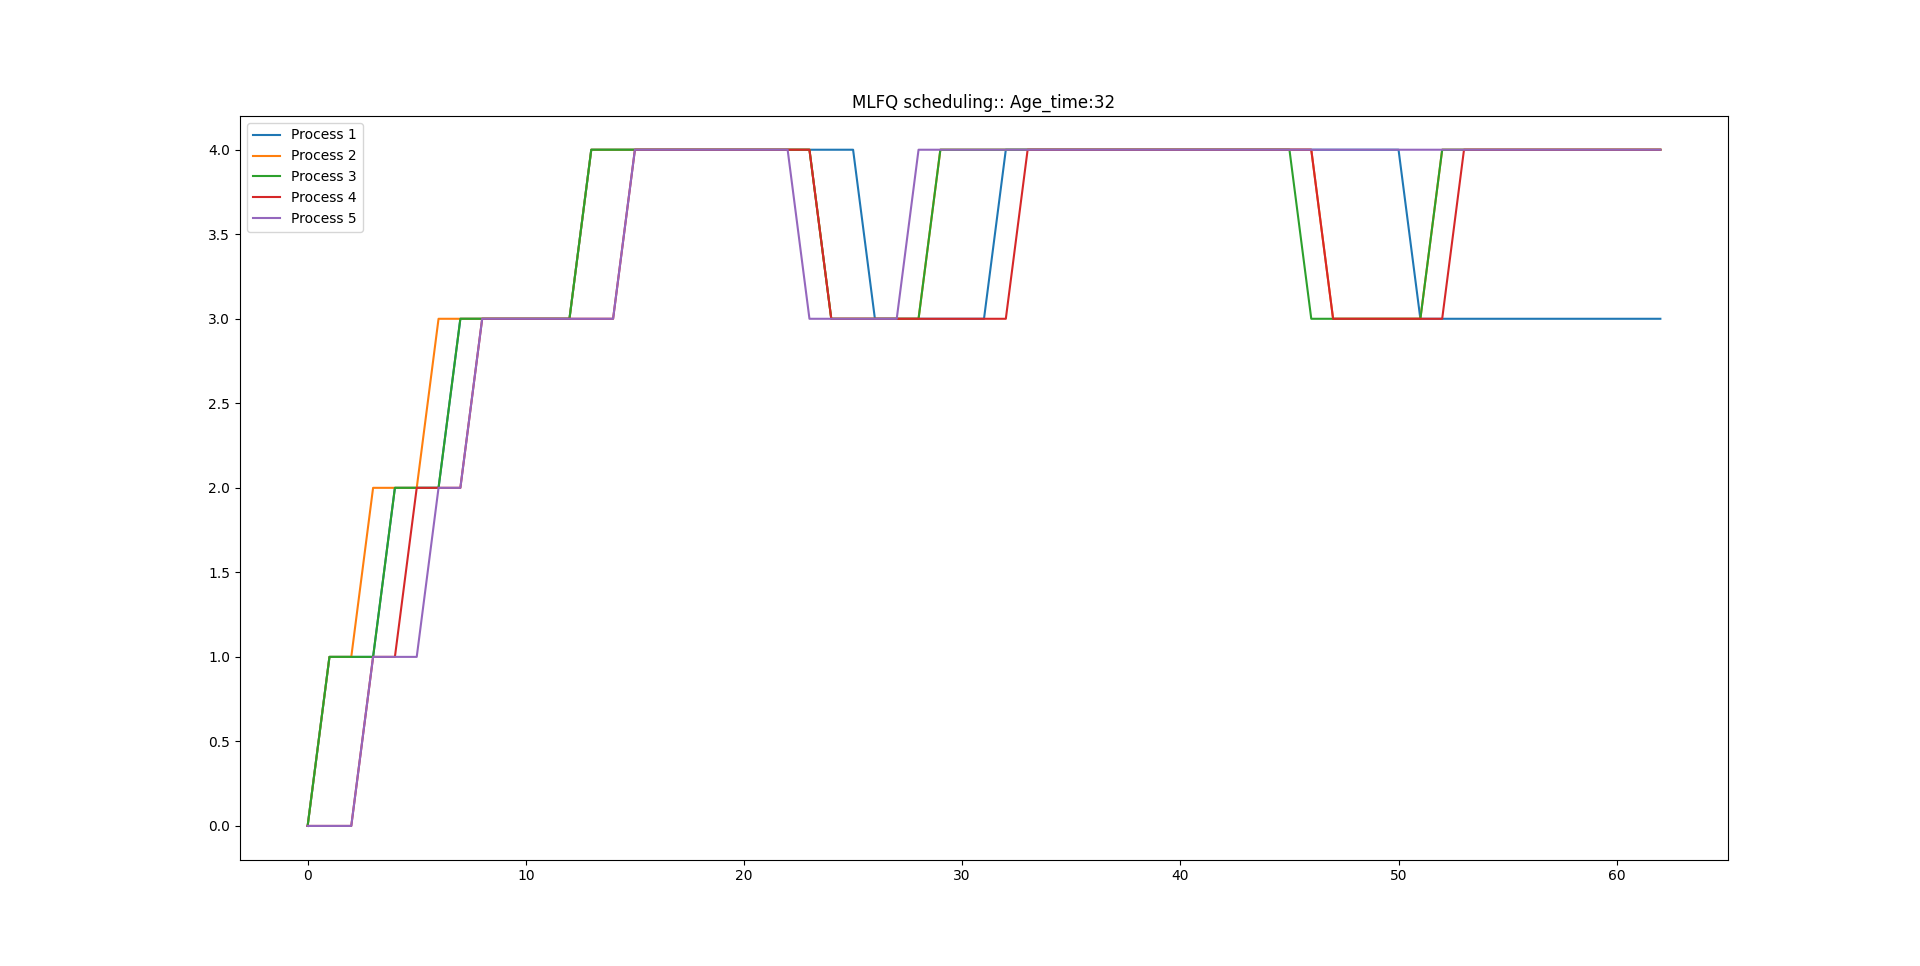 MLFQ scheduling:: Age_time:32
Process 1
Process 2
Process 3
Process 4
Process 5
4.0
3.5
3.0
2.5
2.0
1.5
1.0
0.5
0.0
0 10 20 30 40 50 60